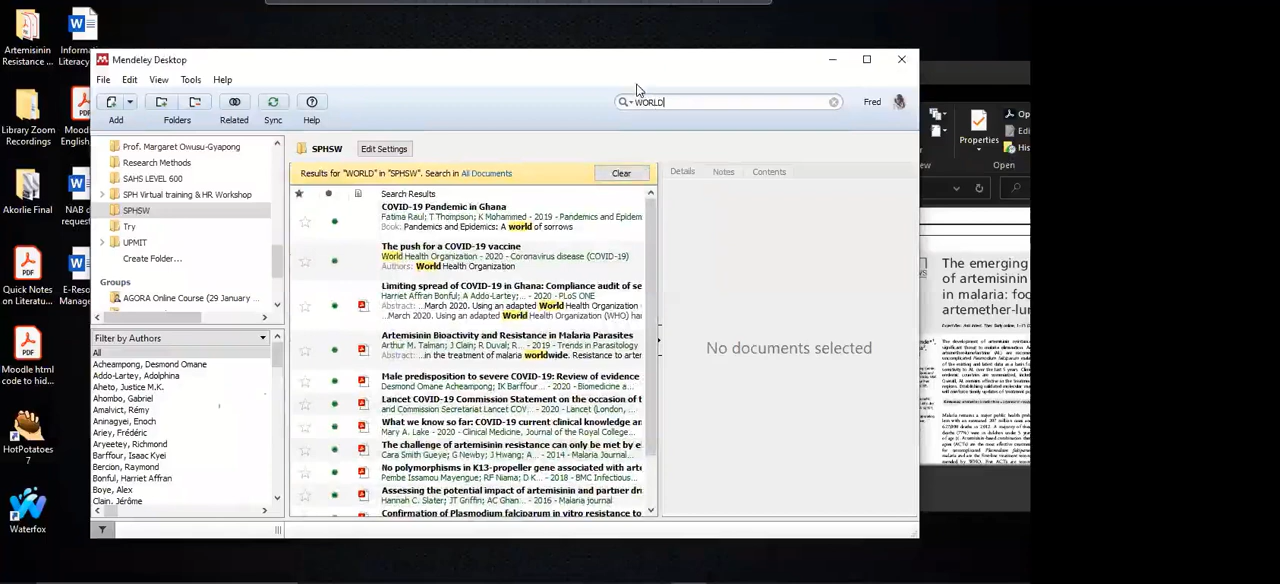 Artemisinin
Resistance ...
Informa
Literacy
Library Zoom
Recordings
Mood
English,
Akorlie Final
NAB d
reques
Quick Notes
on Literatu...
E-Reso
Manage
Moodle html
code to hid...
HotPotatoes
7
Waterfox
Mendeley Desktop
File Edit View Tools Help
Add Folders Related Sync Help
WORLD
Fred
Prof. Margaret Owusu-Gyapong
Research Methods
SAHS LEVEL 600
SPH Virtual training & HR Workshop
SPHSW
Try
UPMIT
Create Folder...
Groups
AGORA Online Course (29 January ...
Filter by Authors
All
Acheampong, Desmond Omane
Addo-Lartey, Adolphina
Aheto, Justice M.K.
Ahombo, Gabriel
Amalvict, Rémy
Aninagyei, Enoch
Ariey, Frédéric
Aryeetey, Richmond
Barffour, Isaac Kyei
Bercion, Raymond
Bonful, Harriet Affran
Boye, Alex
Clain, Jérôme
SPHSW Edit Settings
Results for "WORLD" in "SPHSW". Search in All Documents Clear
Search Results
COVID-19 Pandemic in Ghana
Fatima Raul; T Thompson; K Mohammed - 2019 - Pandemics and Epidem
Book: Pandemics and Epidemics: A world of sorrows
The push for a COVID-19 vaccine
World Health Organization - 2020 - Coronavirus disease (COVID-19)
Authors: World Health Organization
Limiting spread of COVID-19 in Ghana: Compliance audit of se
Harriet Affran Bonful; A Addo-Lartey;... - 2020 - PLoS ONE
Abstract: ...March 2020. Using an adapted World Health Organization
...March 2020. Using an adapted World Health Organization (WHO) ha
Artemisinin Bioactivity and Resistance in Malaria Parasites
Arthur M. Talman; J Clain; R Duval; R... - 2019 - Trends in Parasitology
Abstract: ...in the treatment of malaria worldwide. Resistance to arter
Male predisposition to severe COVID-19: Review of evidence
Desmond Omane Acheampong; IK Barffour... - 2020 - Biomedicine a
Lancet COVID-19 Commission Statement on the occasion of t
and Commission Secretariat Lancet COV;... - 2020 - Lancet (London,
What we know so far: COVID-19 current clinical knowledge an
Mary A. Lake - 2020 - Clinical Medicine, Journal of the Royal College...
The challenge of artemisinin resistance can only be met by e
Cara Smith Gueye; G Newby; J Hwang; A... - 2014 - Malaria Journal
No polymorphisms in K13-propeller gene associated with arte
Pembe Issamou Mayengue; RF Niama; D K... - 2018 - BMC Infectious...
Assessing the potential impact of artemisinin and partner dru
Hannah C. Slater; JT Griffin; AC Ghan... - 2016 - Malaria journal
Confirmation of Plasmodium falciparum in vitro resistance to
Details Notes Contents
No documents selected
Properties
Op
Edi
His
Open
The emerging
of artemisinin
in malaria: foc
artemether-lur